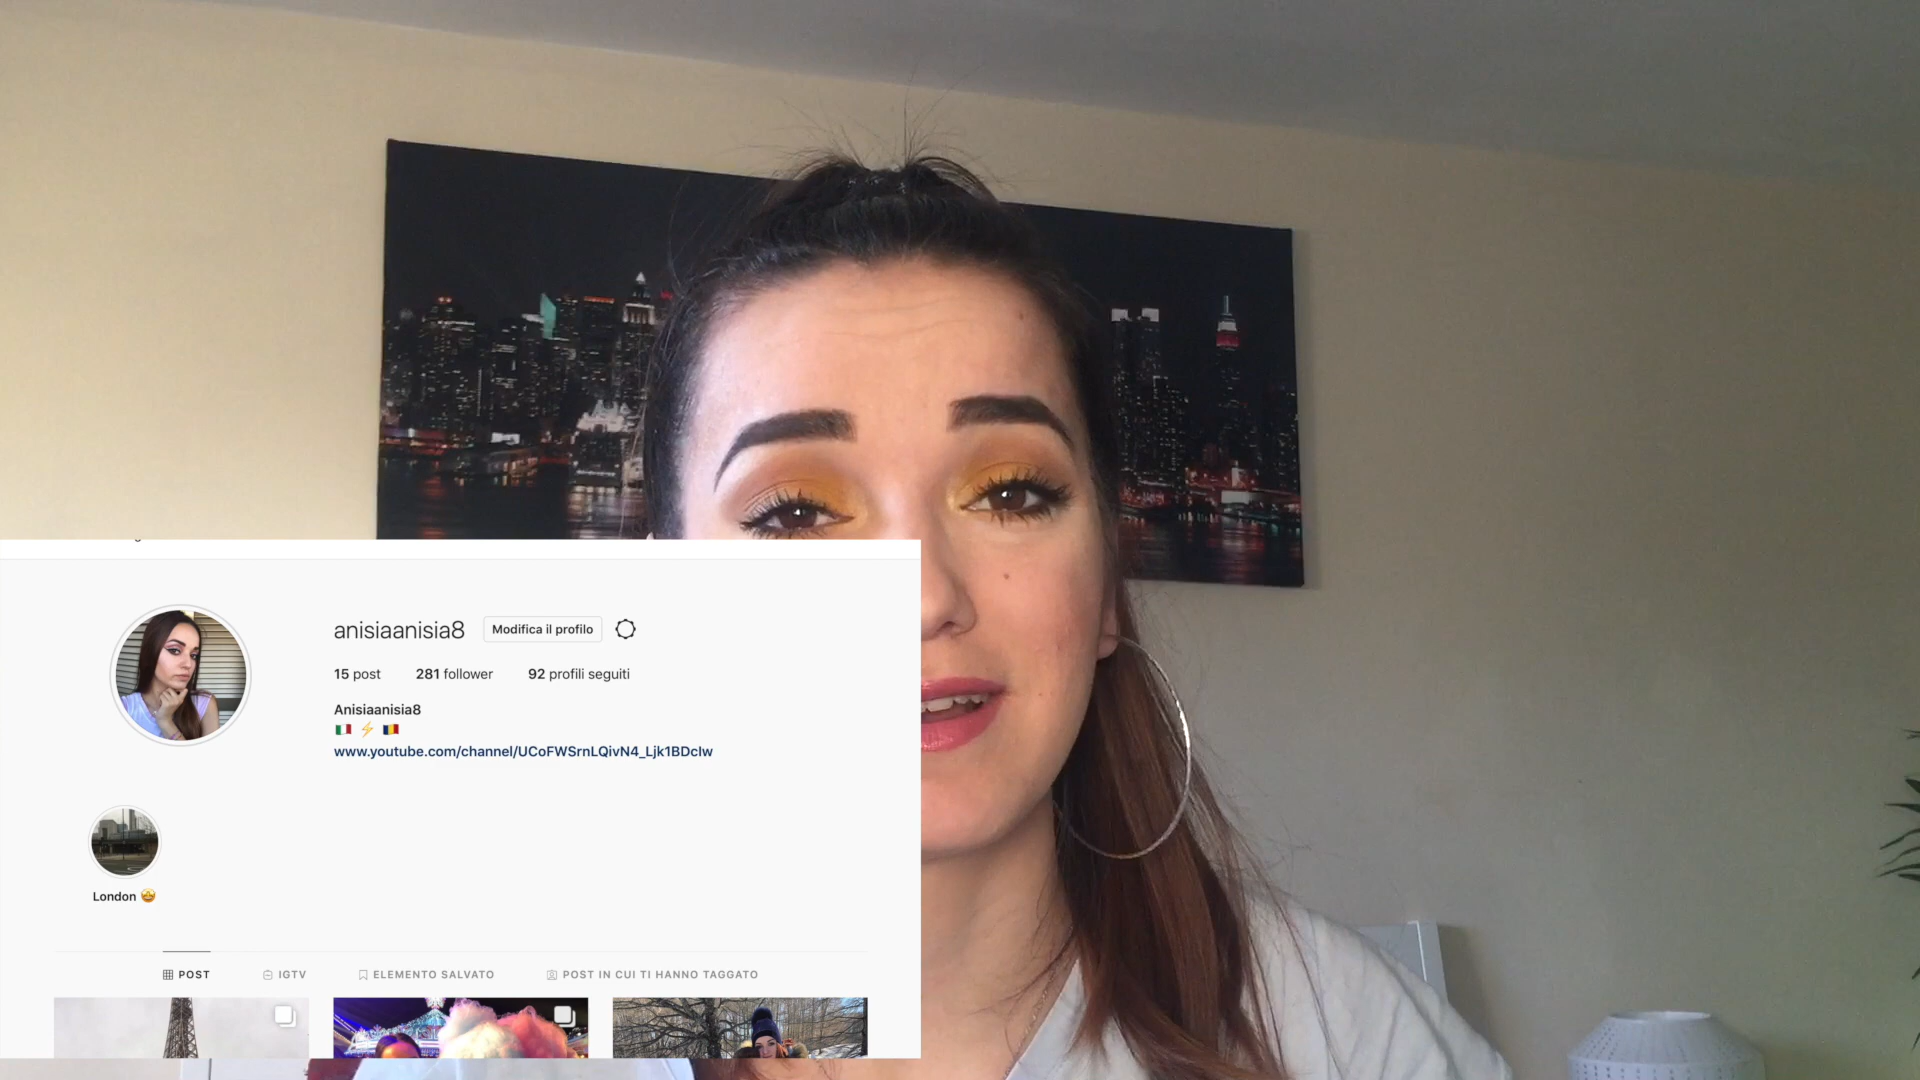 anisiaanisia8 Modifica il profilo
15 post 281 follower 92 profili seguiti
Anisiaanisia8
🇮🇹 ⚡ 🇷🇴
www.youtube.com/channel/UCoFWSrnLQivN4_Ljk1BDcIw
London 🤩
POST IGTV ELEMENTO SALVATO POST IN CUI TI HANNO TAGGATO